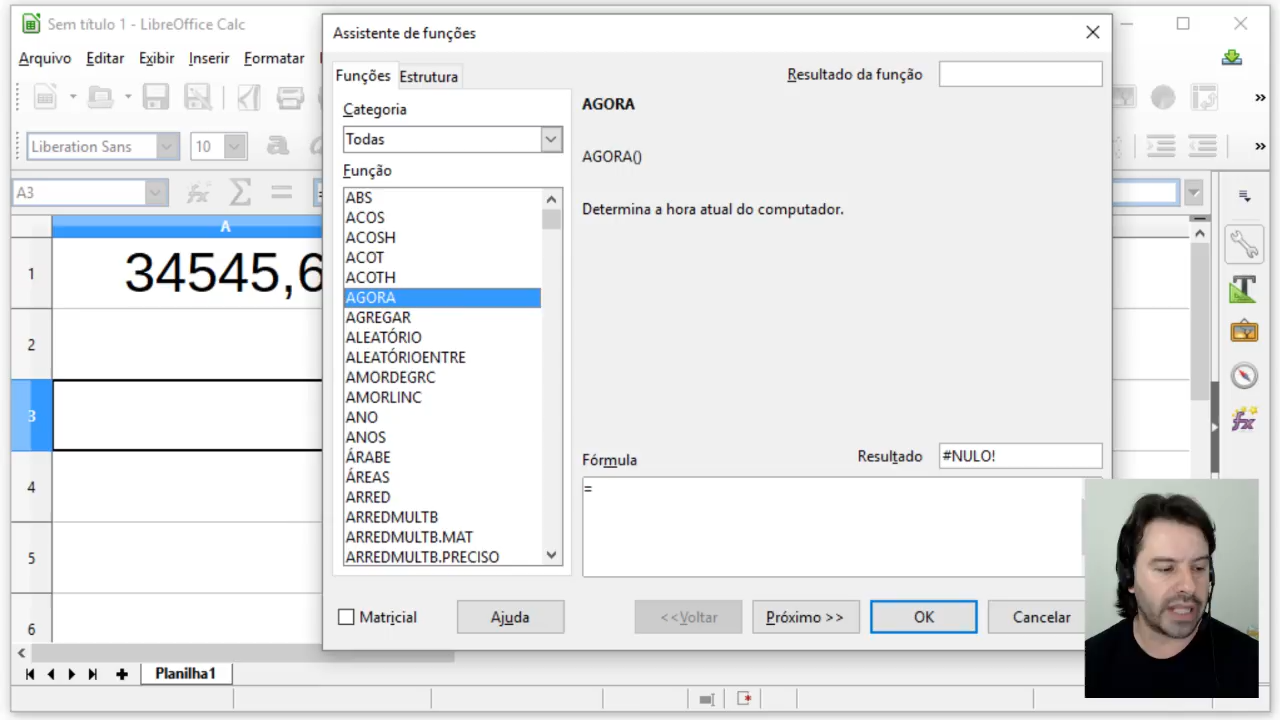 Sem título 1 - LibreOffice Calc
Assistente de funções
Arquivo Editar Exibir Inserir Formatar
Funções Estrutura
Resultado da função
Categoria
AGORA
Todas
Liberation Sans 10
AGORA()
Função
A3
ABS
ACOS
Determina a hora atual do computador.
A
ACOSH
ACOT
1 34545,6
ACOTH
AGORA
AGREGAR
ALEATÓRIO
2
ALEATÓRIOENTRE
AMORDEGRC
AMORLINC
3
ANO
ANOS
ÁRABE
Fórmula
Resultado #NULO!
ÁREAS
=
4
ARRED
ARREDMULTB
ARREDMULTB.MAT
ARREDMULTB.PRECISO
5
Matricial Ajuda <<Voltar Próximo >> OK Cancelar
6
Planilha1